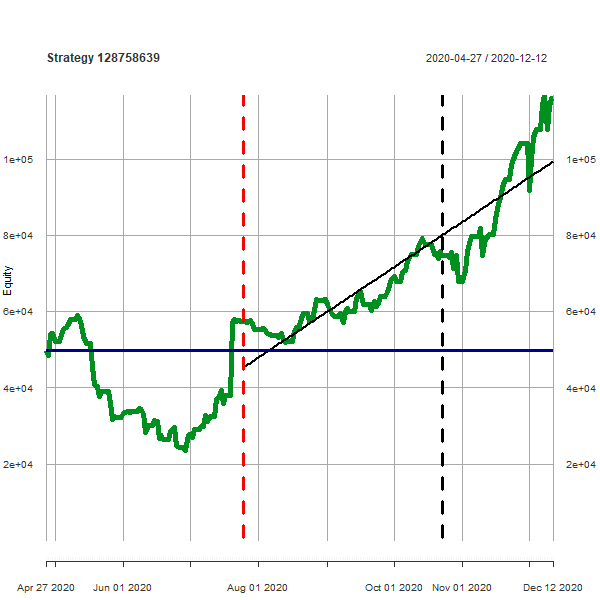 Strategy 128758639
2020-04-27 / 2020-12-12
1e+05
1e+05
8e+04
8e+04
Equity
6e+04
6e+04
4e+04
4e+04
2e+04
2e+04
Apr 27 2020
Jun 01 2020
Aug 01 2020
Oct 01 2020
Nov 01 2020
Dec 12 2020